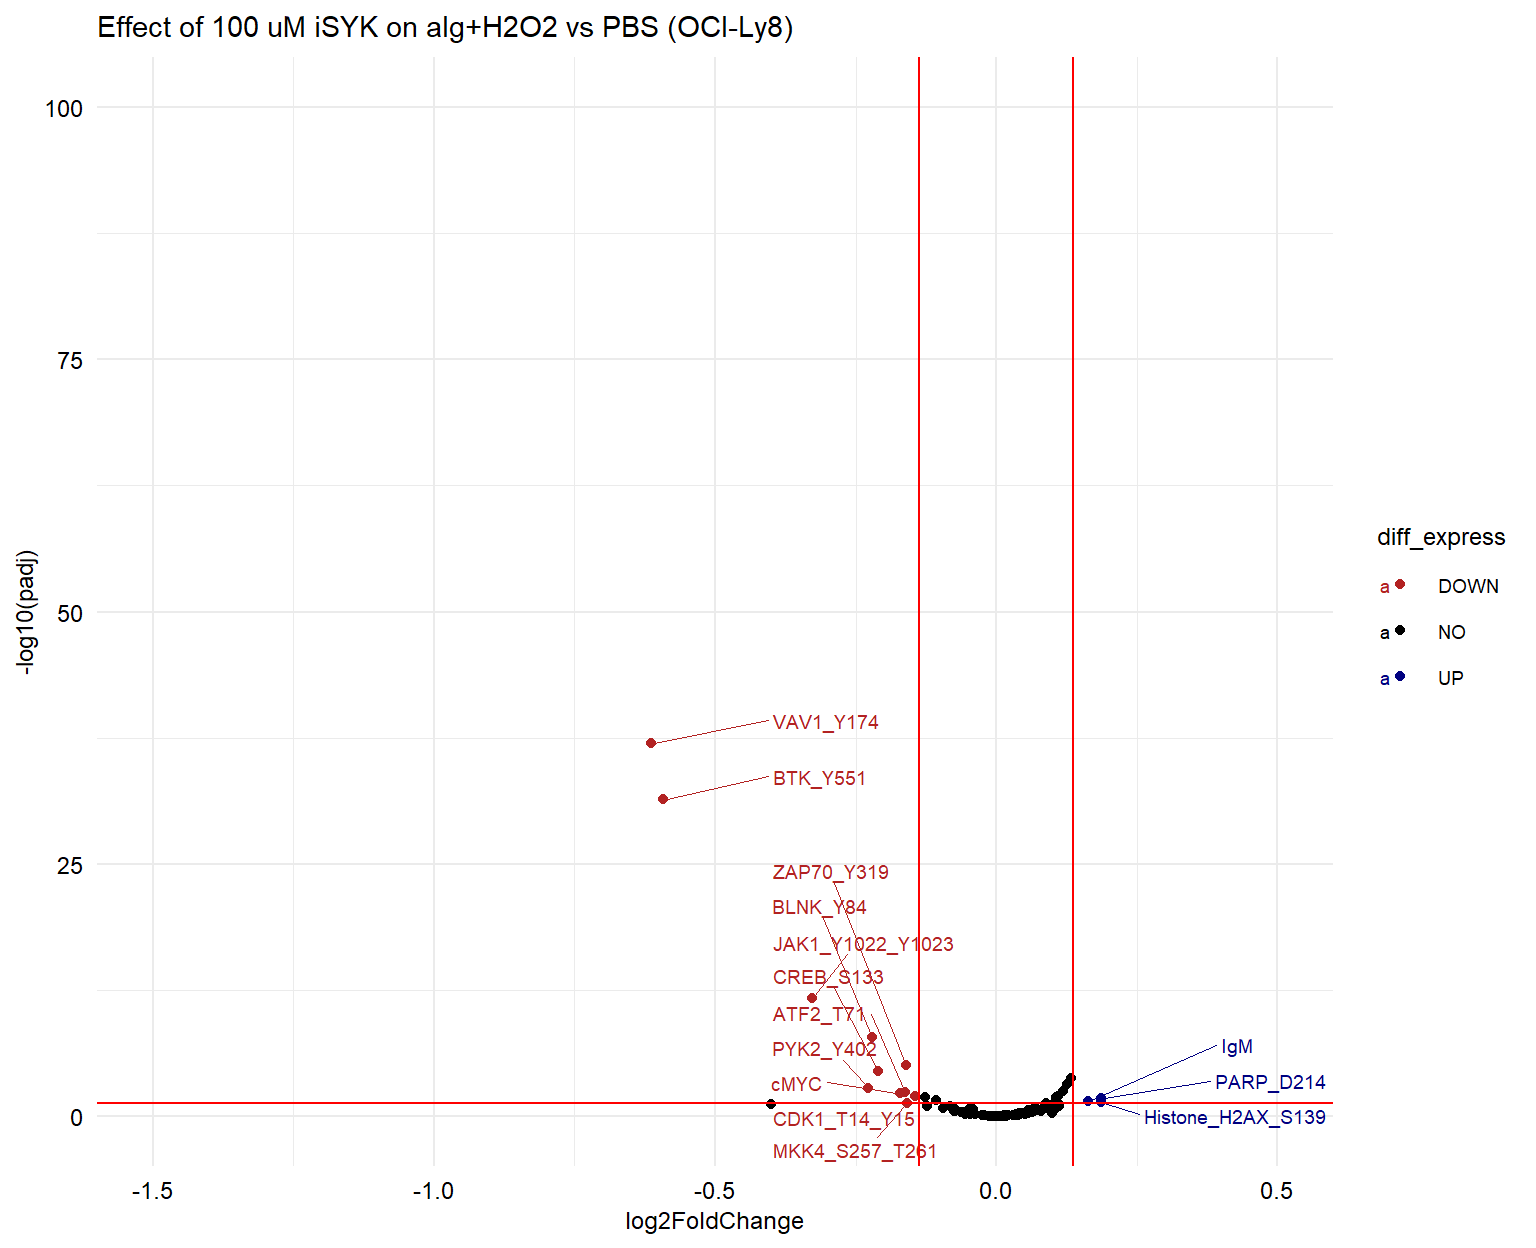 Effect of 100 uM iSYK on aIg+H2O2 vs PBS (OCI-Ly8)
100
75
50
25
0
-log10(padj)
VAV1_Y174
BTK_Y551
ZAP70_Y319
BLNK_Y84
JAK1_Y1022_Y1023
CREB_S133
ATF2_T71
PYK2_Y402
cMYC
CDK1_T14_Y15
MKK4_S257_T261
IgM
PARP_D214
Histone_H2AX_S139
-1.5
-1.0
-0.5
0.0
0.5
log2FoldChange
diff_express
a DOWN
a NO
a UP